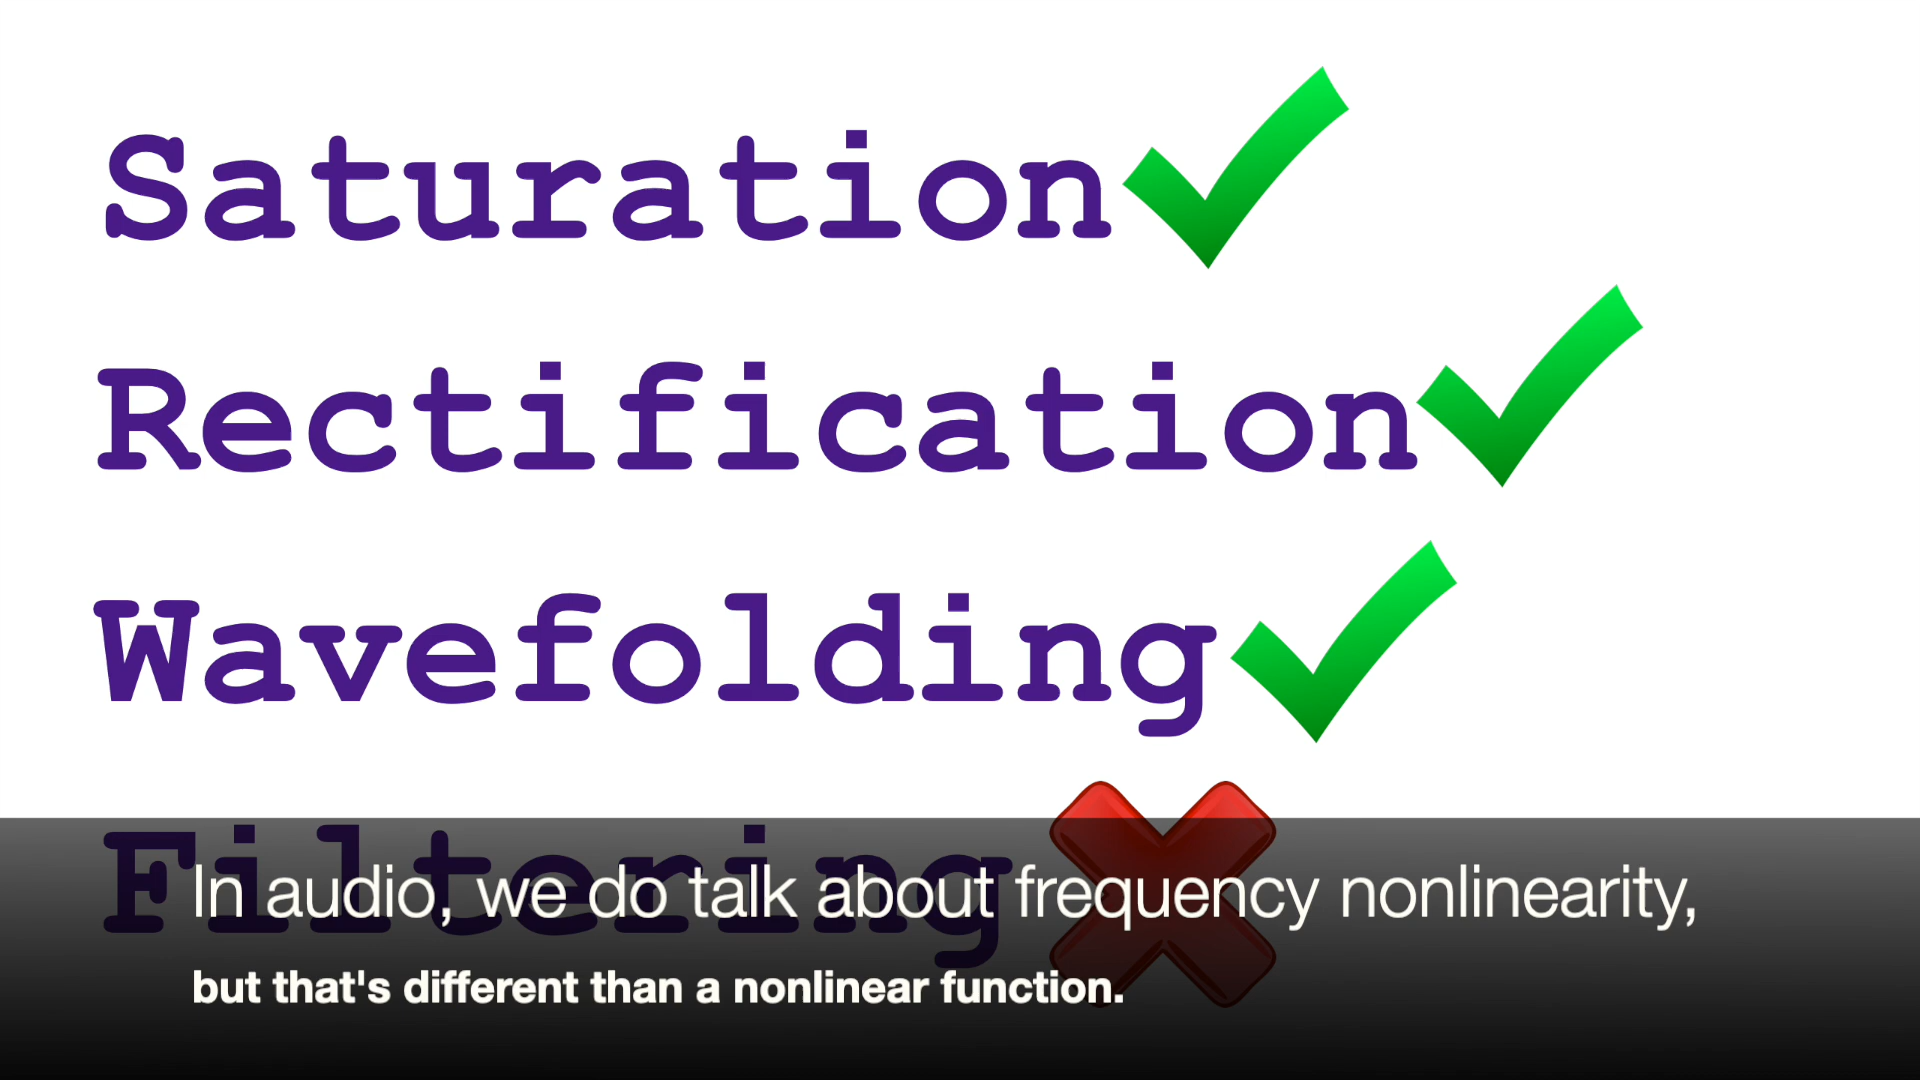 Saturation
Rectification
Wavefolding
Filtering
In audio, we do talk about frequency nonlinearity,
but that's different than a nonlinear function.